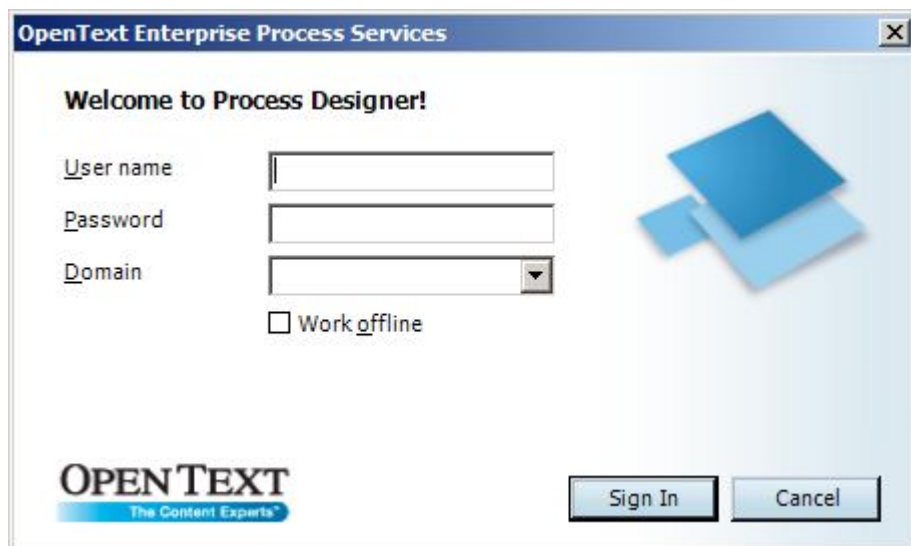 OpenText Enterprise Process Services
Welcome to Process Designer!
User name
Password
Domain
Work offline
OPEN TEXT
The Content Experts™
Sign In
Cancel